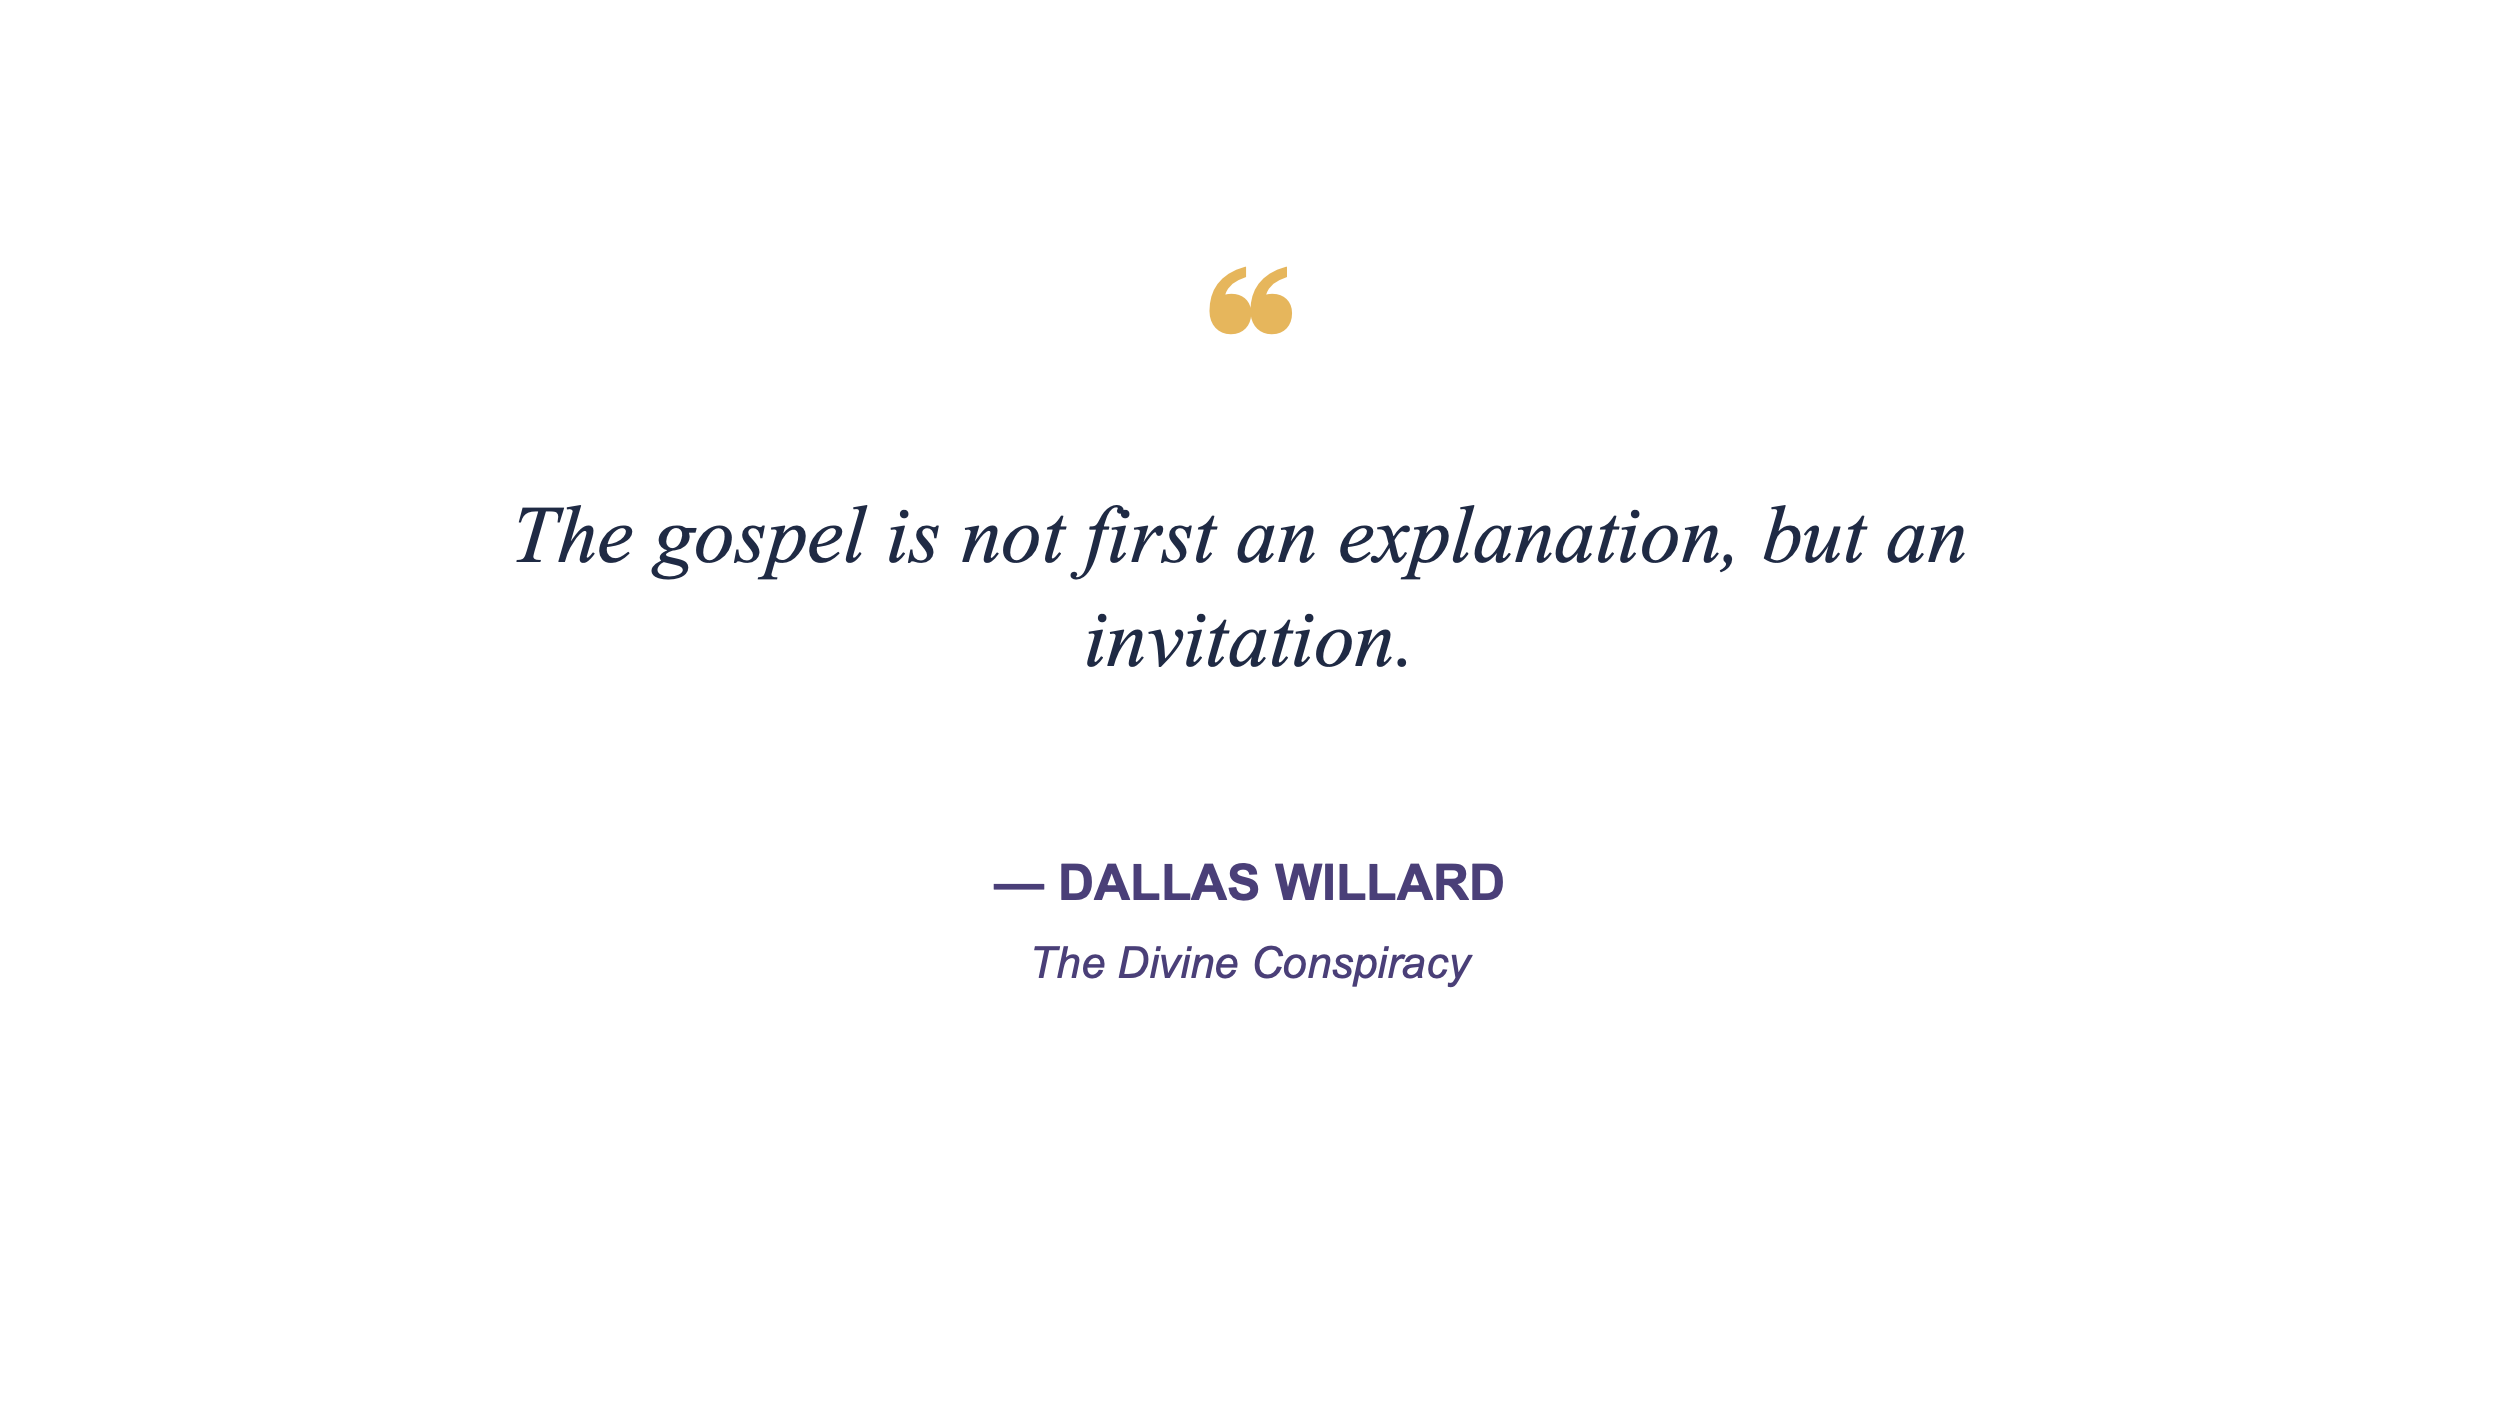 ❝
The gospel is not first an explanation, but an
invitation.
— DALLAS WILLARD
The Divine Conspiracy